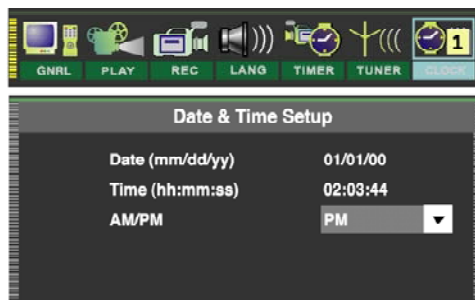 1
GNRL PLAY REC LANG TIMER TUNER CLOCK
Date & Time Setup
Date (mm/dd/yy) 01/01/00
Time (hh:mm:ss) 02:03:44
AM/PM PM